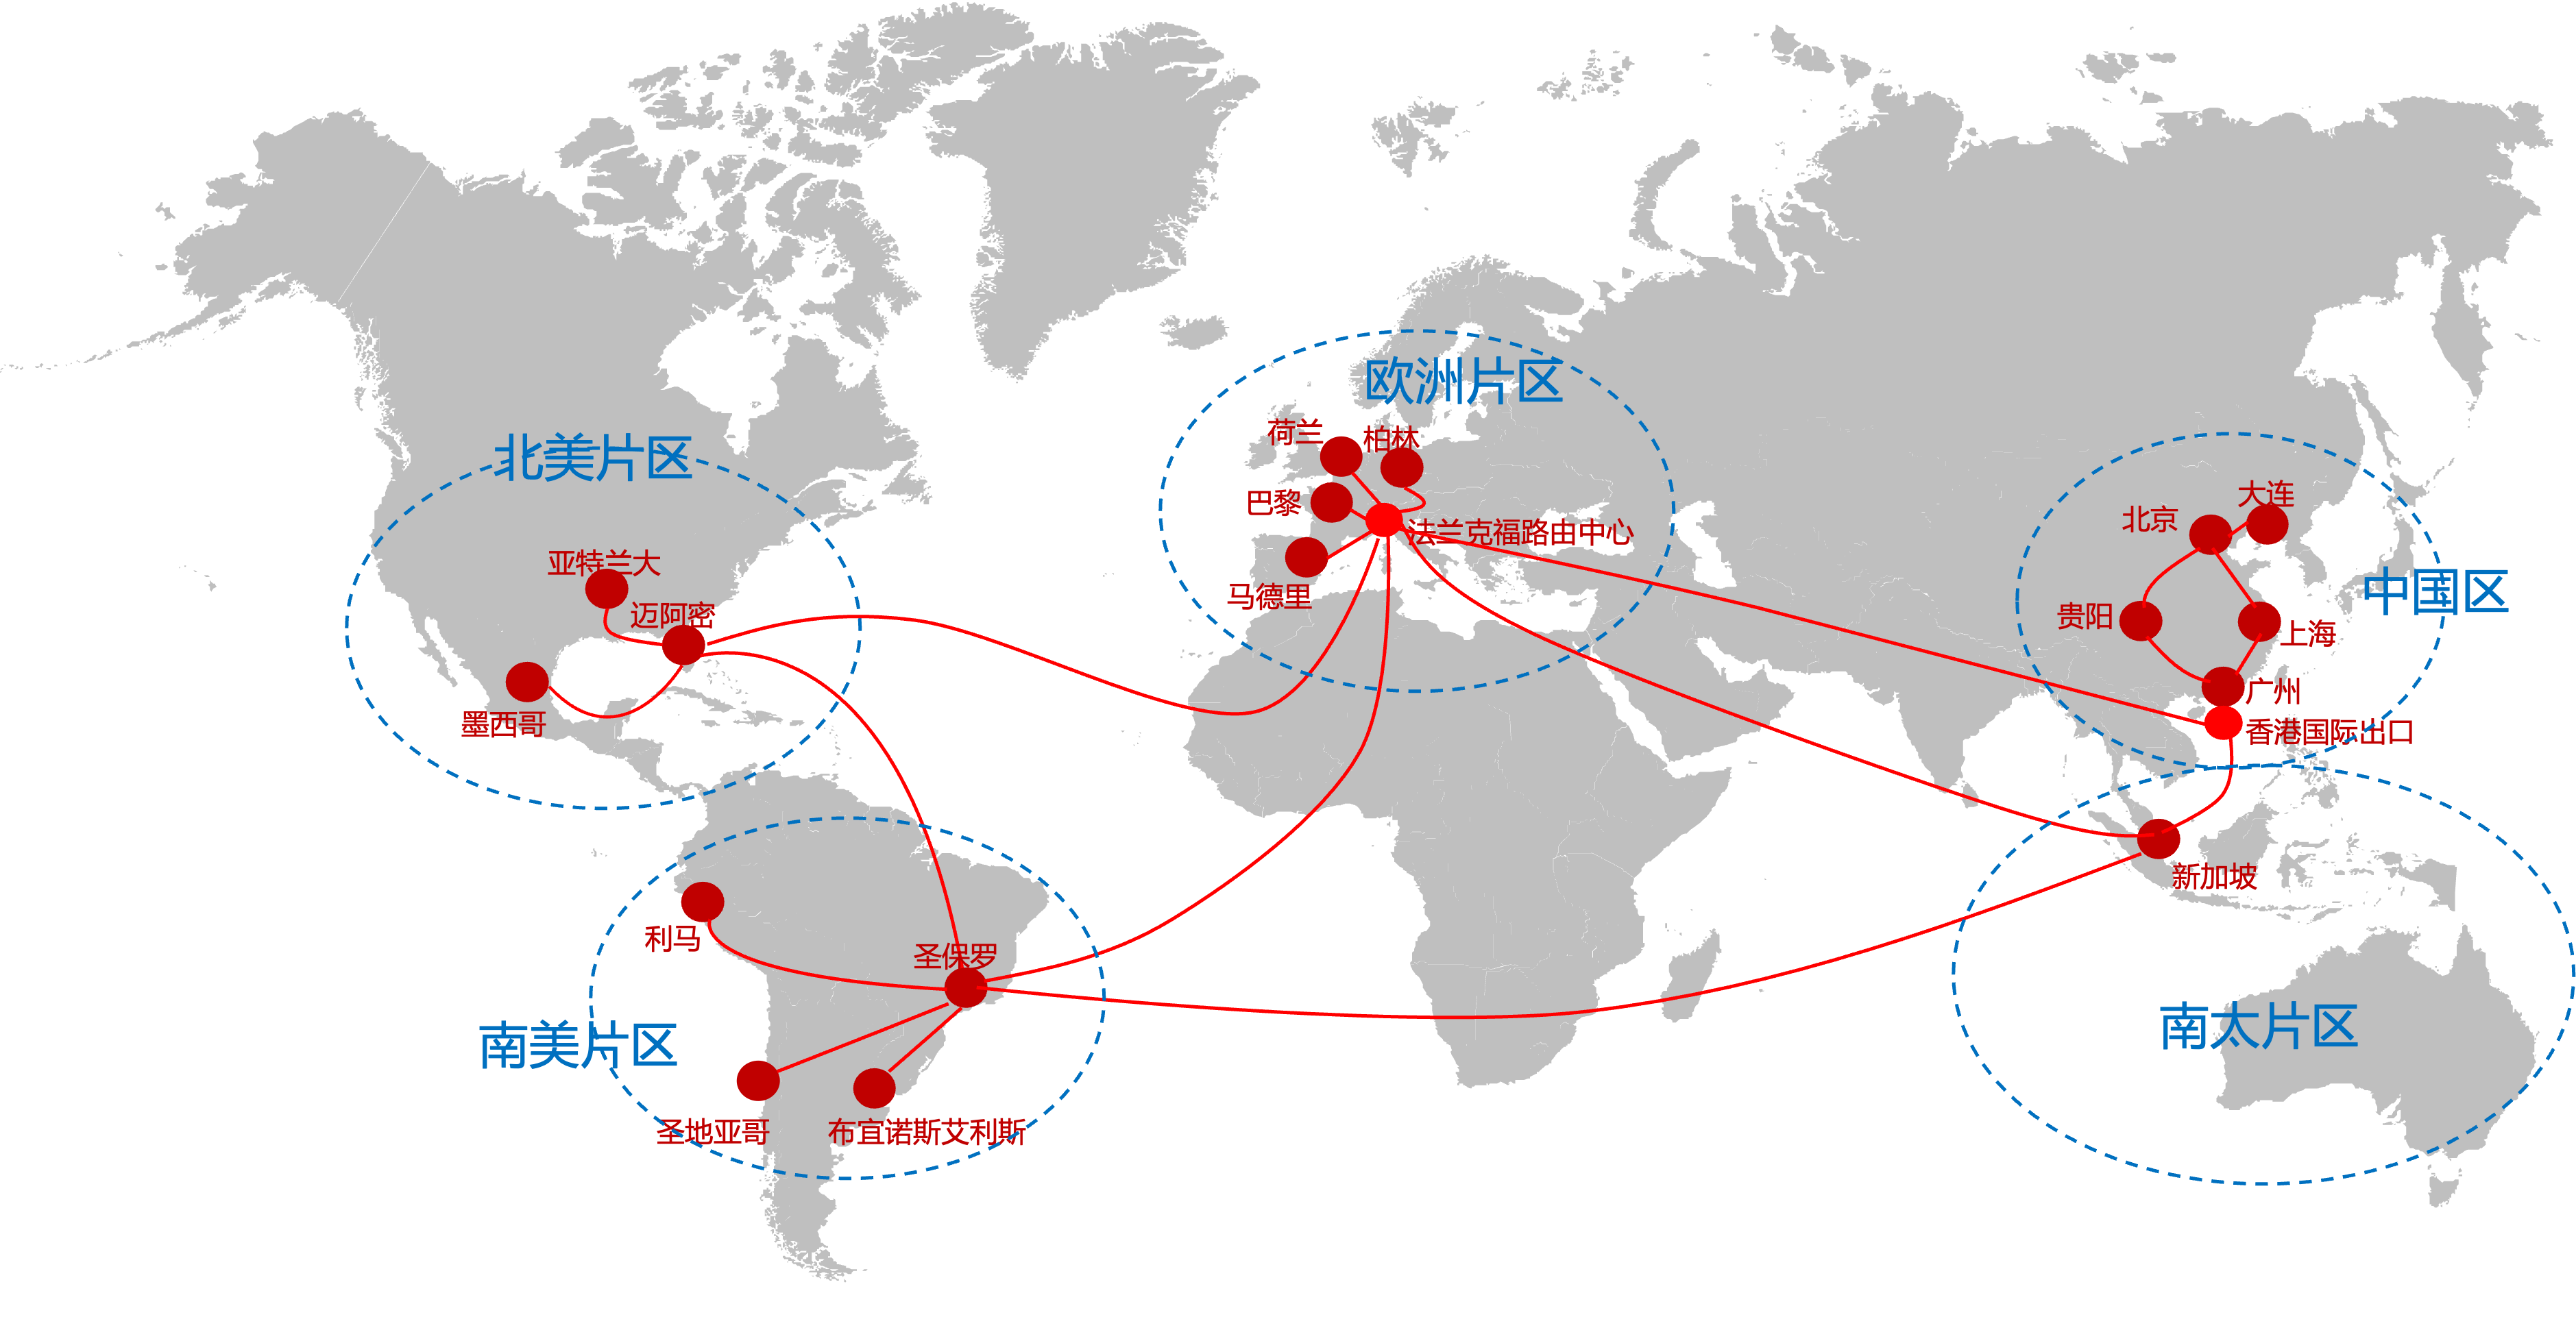 欧洲片区
荷兰
柏林
北美片区
巴黎
大连
北京
法兰克福路由中心
亚特兰大
马德里
中国区
迈阿密
贵阳
上海
广州
墨西哥
香港国际出口
新加坡
利马
圣保罗
南美片区
南太片区
圣地亚哥
布宜诺斯艾利斯